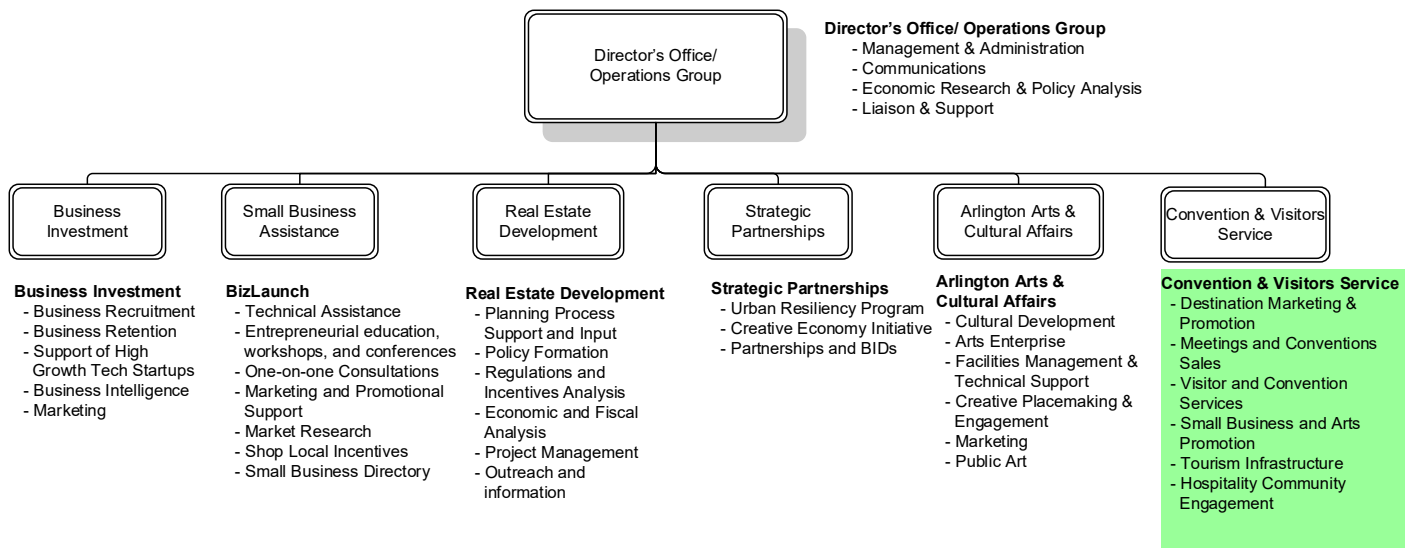 Director’s Office/
Operations Group
Director’s Office/ Operations Group
- Management & Administration
- Communications
- Economic Research & Policy Analysis
- Liaison & Support
Business
Investment
Small Business
Assistance
Real Estate
Development
Strategic
Partnerships
Arlington Arts &
Cultural Affairs
Convention & Visitors
Service
Business Investment
- Business Recruitment
- Business Retention
- Support of High
Growth Tech Startups
- Business Intelligence
- Marketing
BizLaunch
- Technical Assistance
- Entrepreneurial education,
workshops, and conferences
- One-on-one Consultations
- Marketing and Promotional
Support
- Market Research
- Shop Local Incentives
- Small Business Directory
Real Estate Development
- Planning Process
Support and Input
- Policy Formation
- Regulations and
Incentives Analysis
- Economic and Fiscal
Analysis
- Project Management
- Outreach and
information
Strategic Partnerships
- Urban Resiliency Program
- Creative Economy Initiative
- Partnerships and BIDs
Arlington Arts &
Cultural Affairs
- Cultural Development
- Arts Enterprise
- Facilities Management &
Technical Support
- Creative Placemaking &
Engagement
- Marketing
- Public Art
Convention & Visitors Service
- Destination Marketing &
Promotion
- Meetings and Conventions
Sales
- Visitor and Convention
Services
- Small Business and Arts
Promotion
- Tourism Infrastructure
- Hospitality Community
Engagement